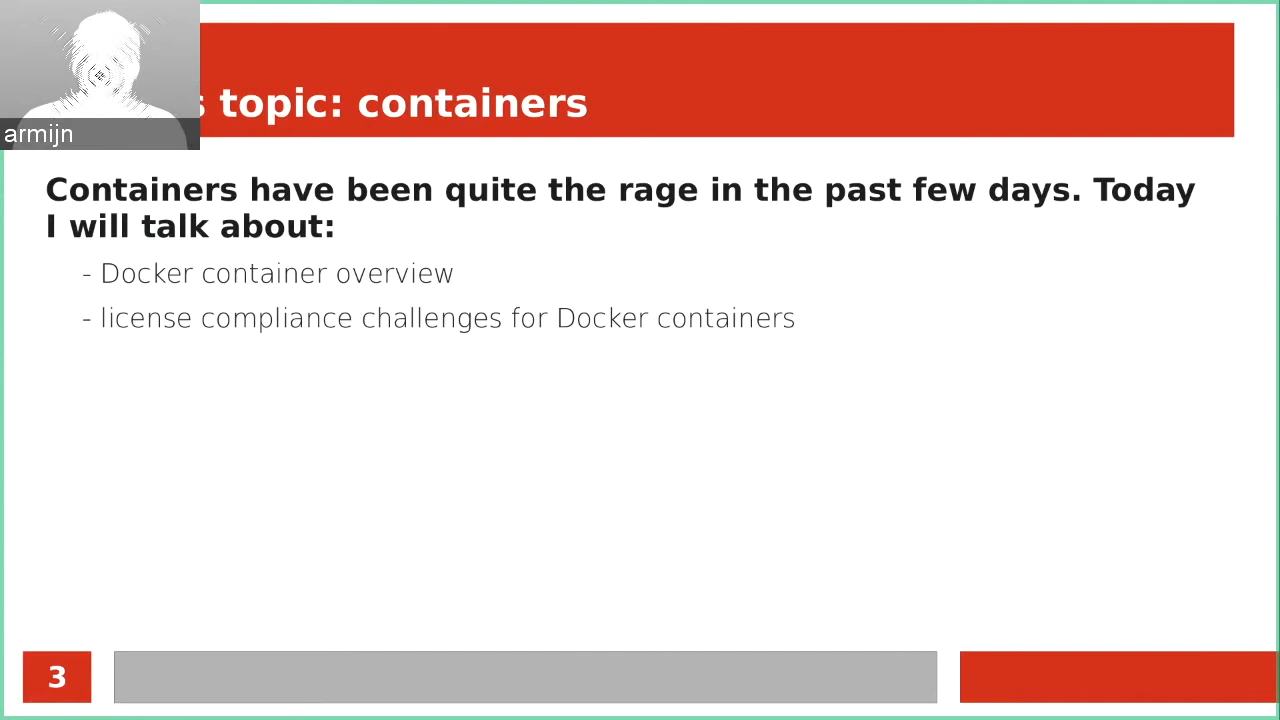 topic: containers
armijn
Containers have been quite the rage in the past few days. Today
I will talk about:
- Docker container overview
- license compliance challenges for Docker containers
3